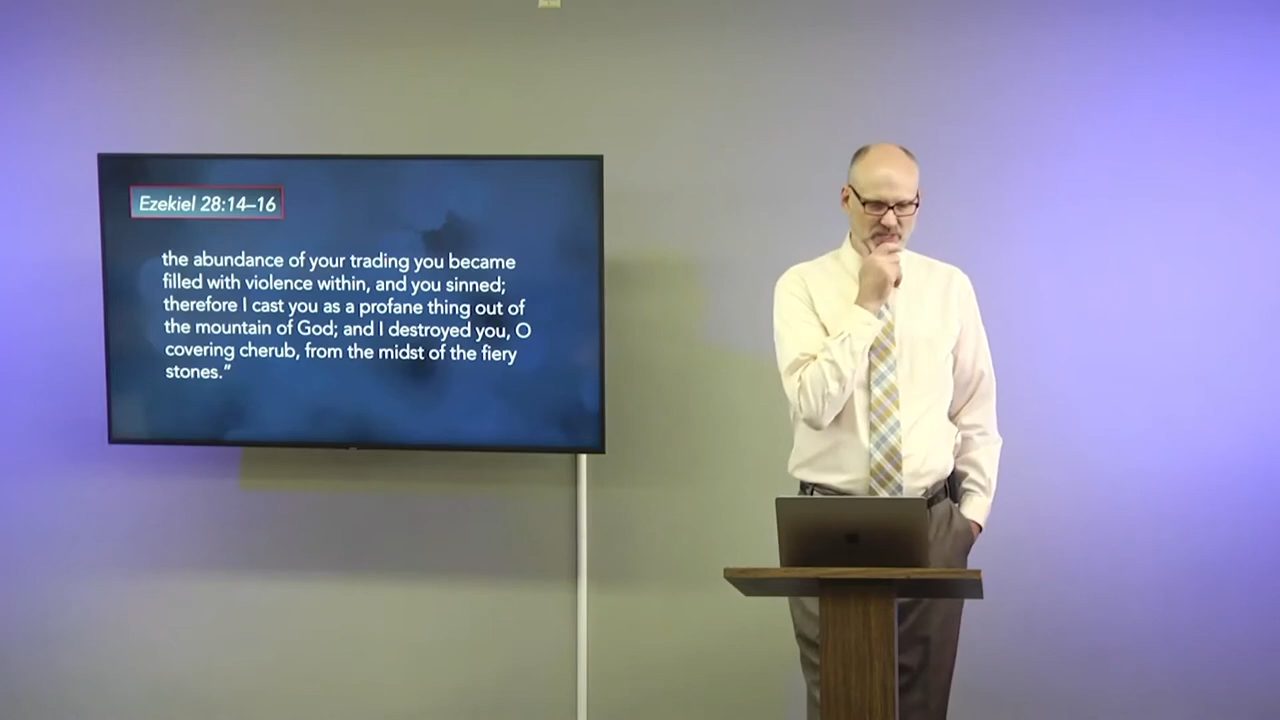 Ezekiel 28:14–16
the abundance of your trading you became
filled with violence within, and you sinned;
therefore I cast you as a profane thing out of
the mountain of God; and I destroyed you, O
covering cherub, from the midst of the fiery
stones.”